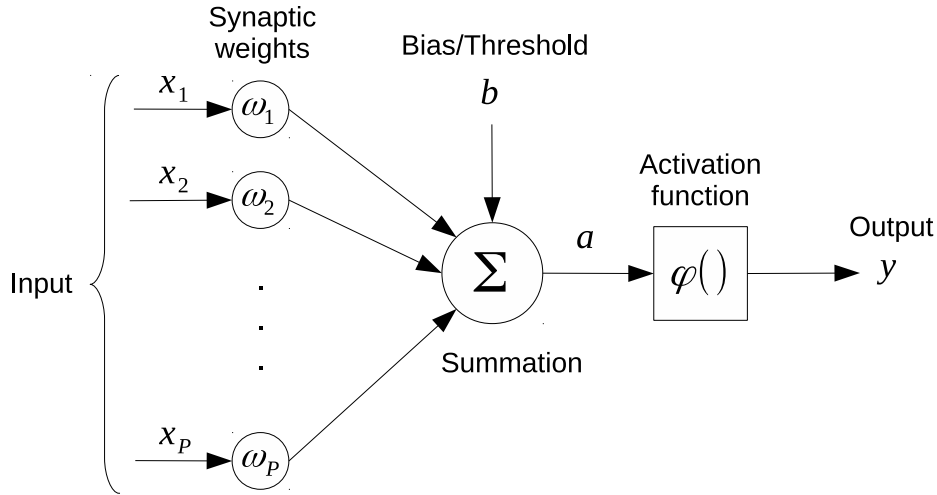 Synaptic
weights
Bias/Threshold
b
x1
ω1
x2
ω2
Activation
function
Input
Σ
a
φ()
Output
y
.
.
.
Summation
xP
ωP